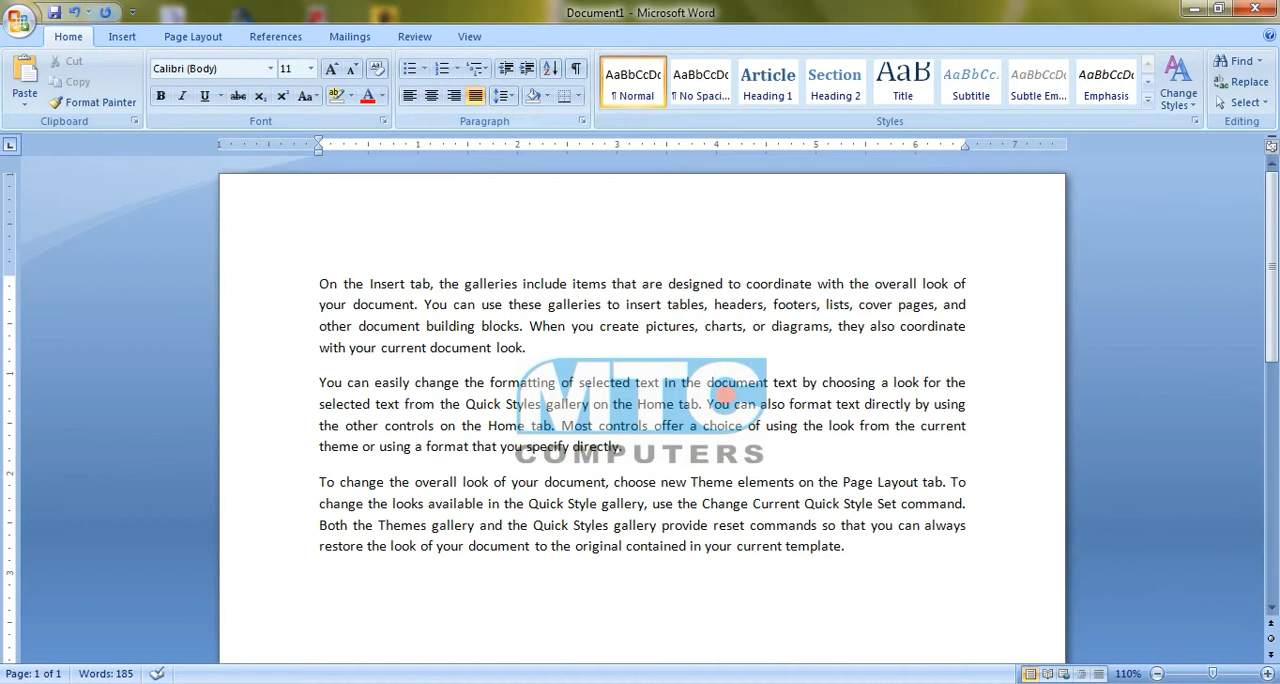 Document1 - Microsoft Word
Home Insert Page Layout References Mailings Review View
Paste
Cut
Copy
Format Painter
Clipboard
Calibri (Body) 11
Font
Paragraph
AaBbCcDc AaBbCcDc Article Section AaB AaBbCc. AaBbCcDc AaBbCcDc
¶ Normal ¶ No Spaci... Heading 1 Heading 2 Title Subtitle Subtle Em... Emphasis
Change Styles
Styles
Find
Replace
Select
Editing
1 1 2 3 4 5 6 7
On the Insert tab, the galleries include items that are designed to coordinate with the overall look of
your document. You can use these galleries to insert tables, headers, footers, lists, cover pages, and
other document building blocks. When you create pictures, charts, or diagrams, they also coordinate
with your current document look.
You can easily change the formatting of selected text in the document text by choosing a look for the
selected text from the Quick Styles gallery on the Home tab. You can also format text directly by using
the other controls on the Home tab. Most controls offer a choice of using the look from the current
theme or using a format that you specify directly.
MTC
COMPUTERS
To change the overall look of your document, choose new Theme elements on the Page Layout tab. To
change the looks available in the Quick Style gallery, use the Change Current Quick Style Set command.
Both the Themes gallery and the Quick Styles gallery provide reset commands so that you can always
restore the look of your document to the original contained in your current template.
Page: 1 of 1 Words: 185 110%